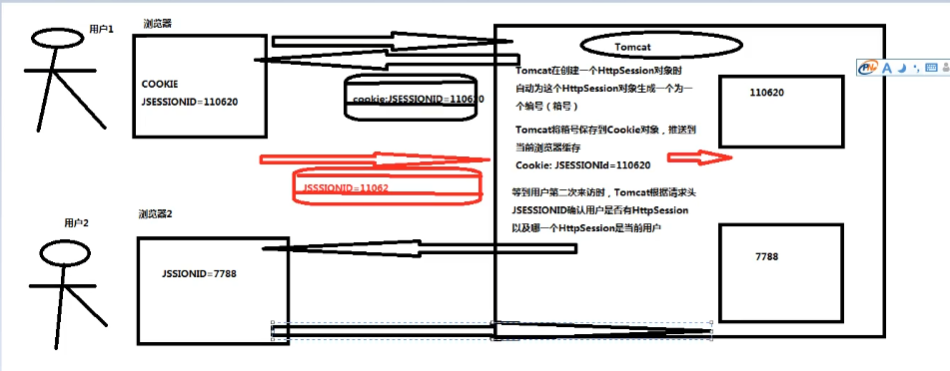 用户1
浏览器
COOKIE
JSESSIONID=110620
cookie:JSESSIONID=110620
JSSSIONID=11062
Tomcat
Tomcat在创建一个HttpSession对象时
自动为这个HttpSession对象生成一个为一
个编号（箱号）
Tomcat将箱号保存到Cookie对象，推送到
当前浏览器缓存
Cookie: JSESSIONId=110620
等到用户第二次来访时，Tomcat根据请求头
JSESSIONID确认用户是否有HttpSession
以及哪一个HttpSession是当前用户
110620
用户2
浏览器2
JSSIONID=7788
7788